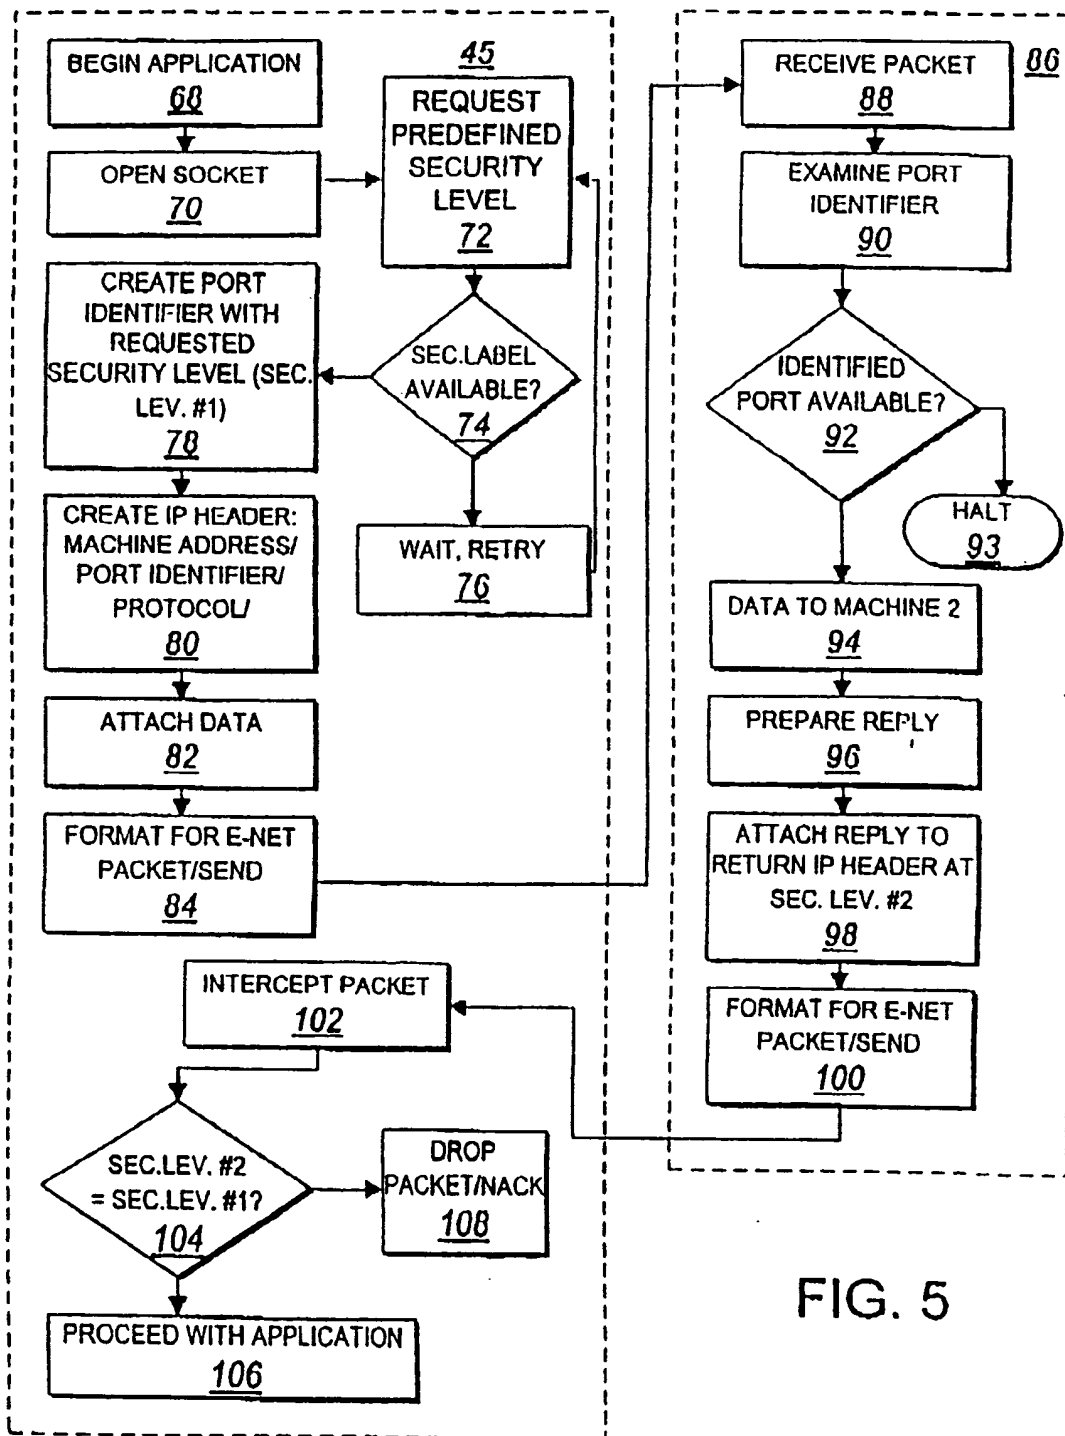 BEGIN APPLICATION
68
OPEN SOCKET
70
45
REQUEST
PREDEFINED
SECURITY
LEVEL
72
CREATE PORT
IDENTIFIER WITH
REQUESTED
SECURITY LEVEL (SEC.
LEV. #1)
78
SEC.LABEL
AVAILABLE?
74
WAIT, RETRY
76
CREATE IP HEADER:
MACHINE ADDRESS/
PORT IDENTIFIER/
PROTOCOL/
80
ATTACH DATA
82
FORMAT FOR E-NET
PACKET/SEND
84
INTERCEPT PACKET
102
SEC.LEV. #2
= SEC.LEV. #1?
104
DROP
PACKET/NACK
108
PROCEED WITH APPLICATION
106
86
RECEIVE PACKET
88
EXAMINE PORT
IDENTIFIER
90
IDENTIFIED
PORT AVAILABLE?
92
HALT
93
DATA TO MACHINE 2
94
PREPARE REPLY
96
ATTACH REPLY TO
RETURN IP HEADER AT
SEC. LEV. #2
98
FORMAT FOR E-NET
PACKET/SEND
100
FIG. 5